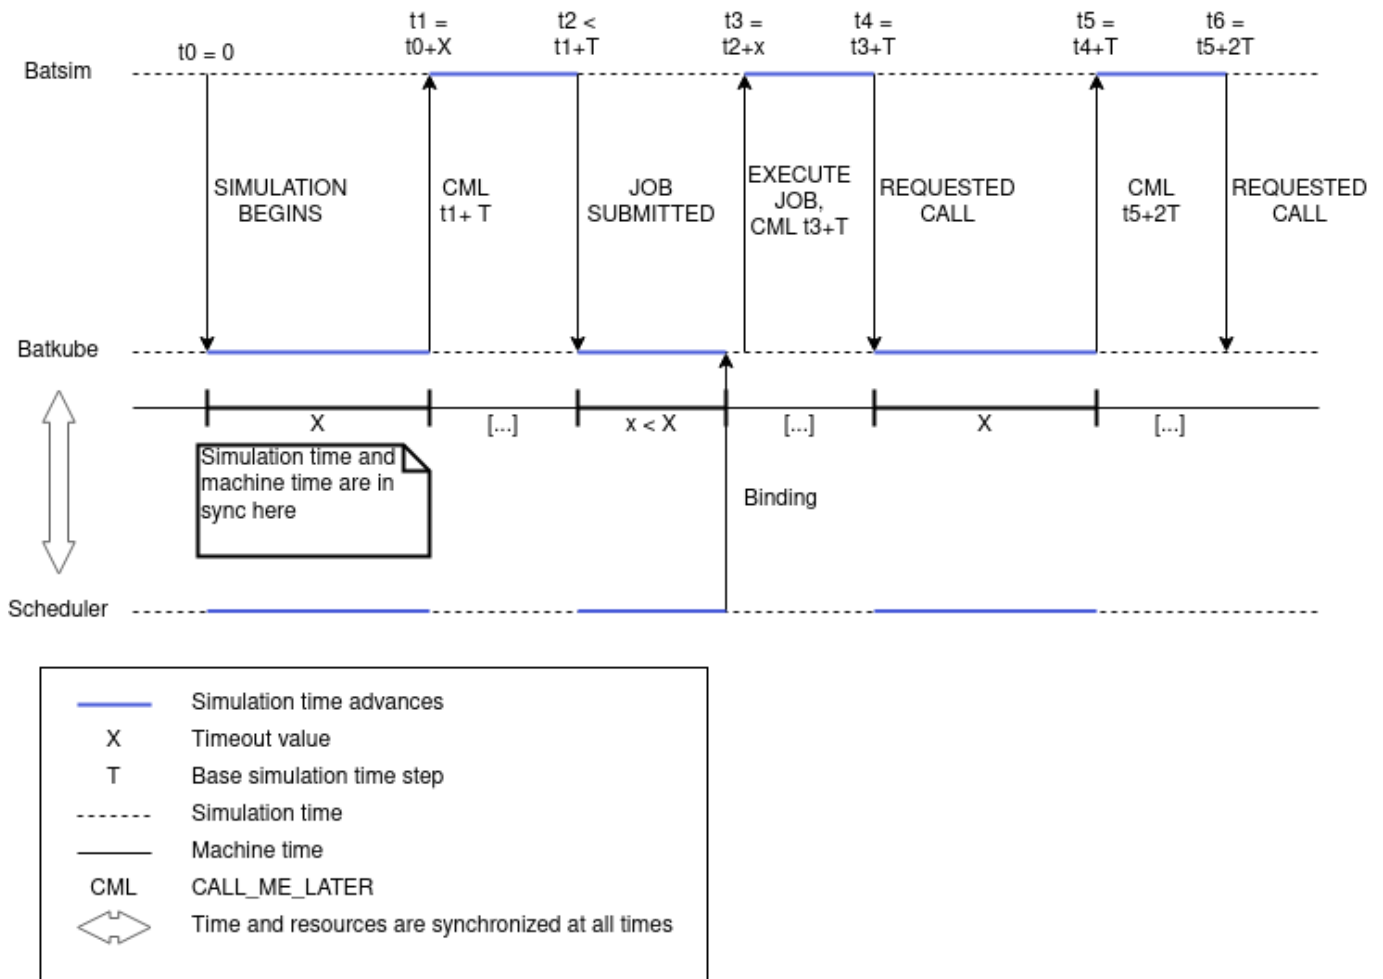 t1 =
t0+X
t2 <
t1+T
t3 =
t2+x
t4 =
t3+T
t5 =
t4+T
t6 =
t5+2T
t0 = 0
Batsim
SIMULATION
BEGINS
CML
t1+ T
JOB
SUBMITTED
EXECUTE
JOB,
CML t3+T
REQUESTED
CALL
CML
t5+2T
REQUESTED
CALL
Batkube
X
[...]
x < X
[...]
X
[...]
Simulation time and
machine time are in
sync here
Binding
Scheduler
Simulation time advances
X Timeout value
T Base simulation time step
Simulation time
Machine time
CML CALL_ME_LATER
Time and resources are synchronized at all times